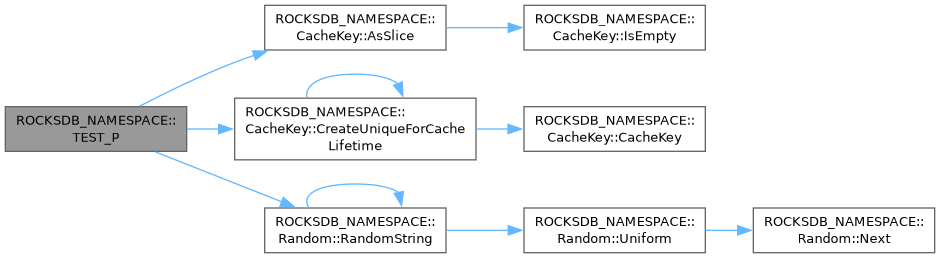 ROCKSDB_NAMESPACE::
TEST_P
ROCKSDB_NAMESPACE::
CacheKey::AsSlice
ROCKSDB_NAMESPACE::
CacheKey::IsEmpty
ROCKSDB_NAMESPACE::
CacheKey::CreateUniqueForCache
Lifetime
ROCKSDB_NAMESPACE::
CacheKey::CacheKey
ROCKSDB_NAMESPACE::
Random::RandomString
ROCKSDB_NAMESPACE::
Random::Uniform
ROCKSDB_NAMESPACE::
Random::Next